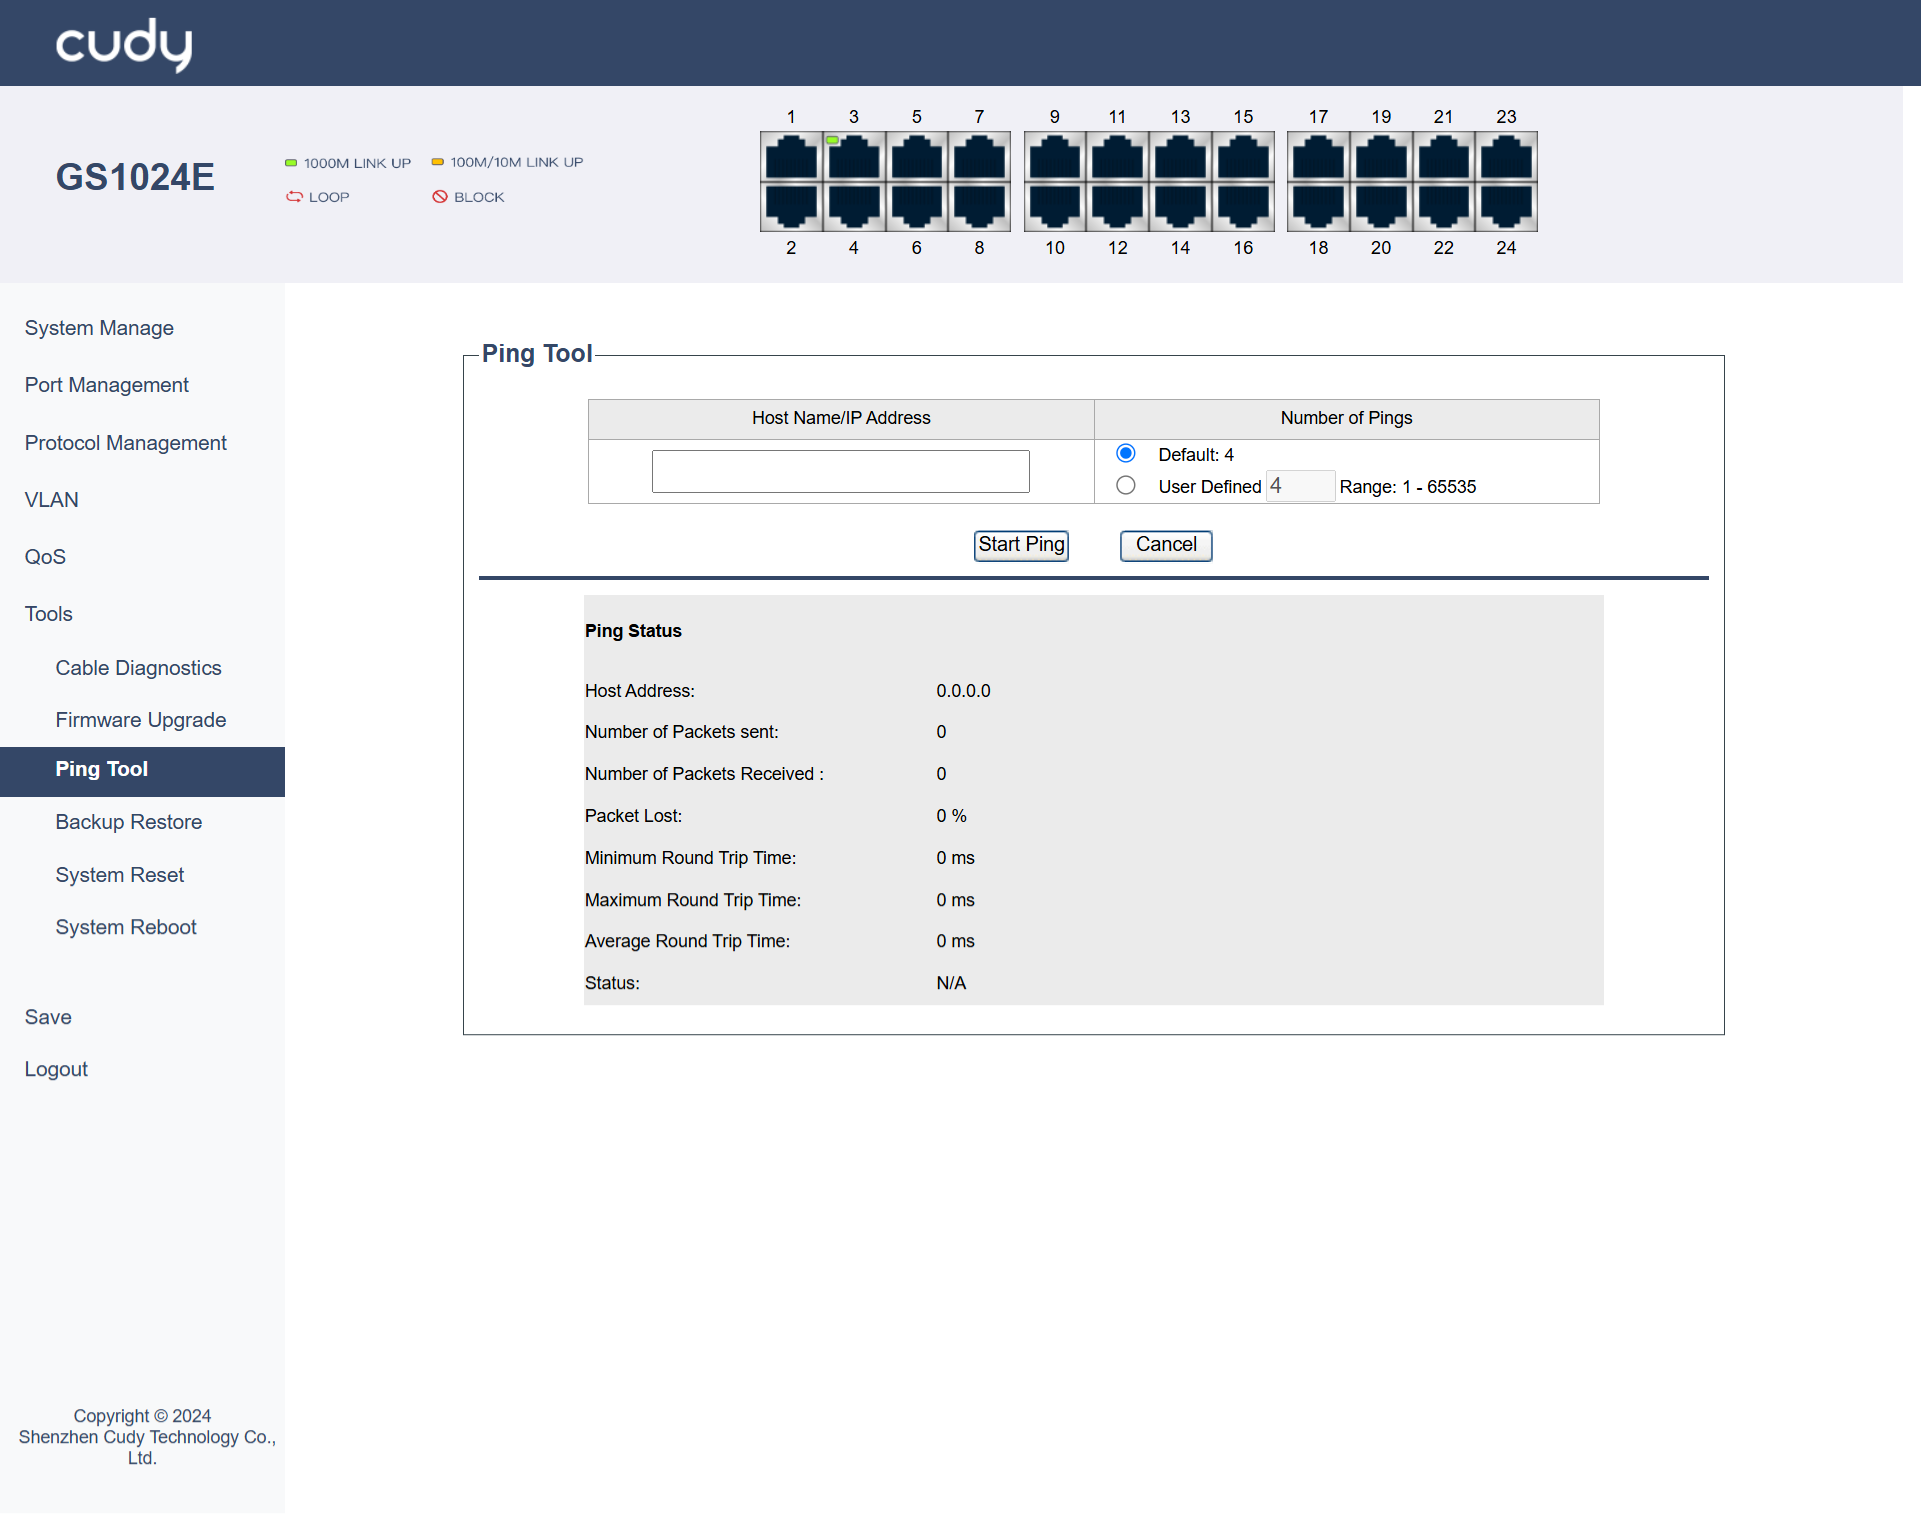 cudy
GS1024E
1000M LINK UP 100M/10M LINK UP
LOOP BLOCK
1 3 5 7 9 11 13 15 17 19 21 23
2 4 6 8 10 12 14 16 18 20 22 24
System Manage
Port Management
Protocol Management
VLAN
QoS
Tools
Cable Diagnostics
Firmware Upgrade
Ping Tool
Backup Restore
System Reset
System Reboot
Save
Logout
Copyright © 2024
Shenzhen Cudy Technology Co.,
Ltd.
Ping Tool
Host Name/IP Address Number of Pings
Default: 4
User Defined 4 Range: 1 - 65535
Start Ping Cancel
Ping Status
Host Address: 0.0.0.0
Number of Packets sent: 0
Number of Packets Received : 0
Packet Lost: 0 %
Minimum Round Trip Time: 0 ms
Maximum Round Trip Time: 0 ms
Average Round Trip Time: 0 ms
Status: N/A